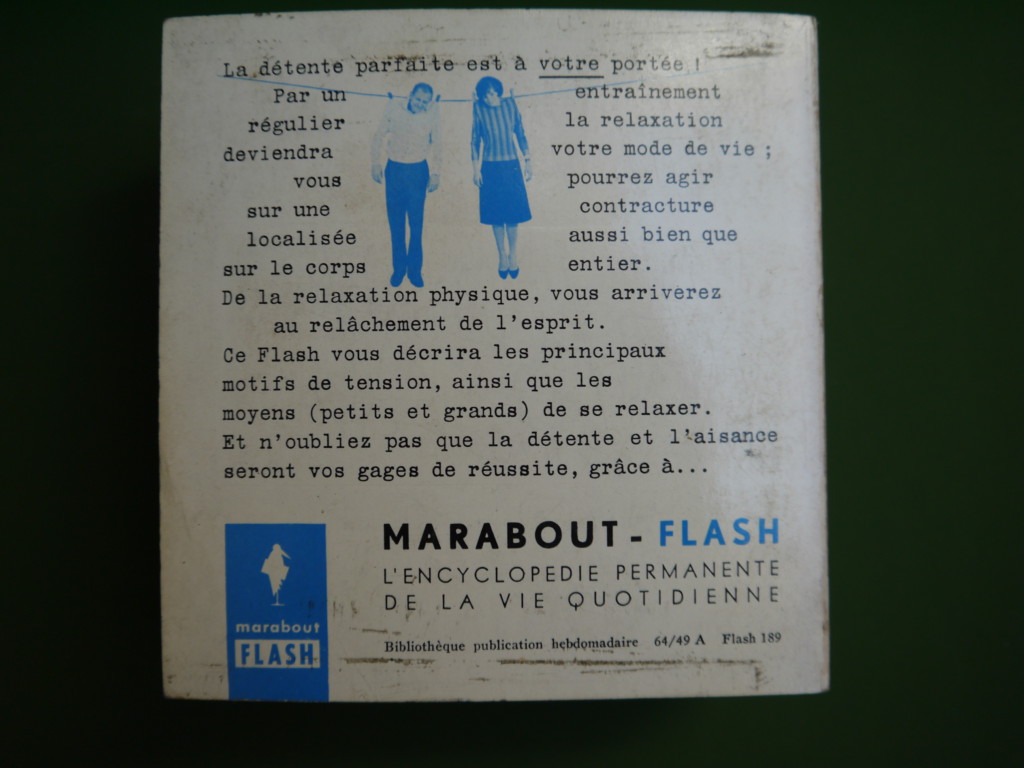 La détente parfaite est à votre portée !
Par un entraînement
régulier la relaxation
deviendra votre mode de vie ;
vous pourrez agir
sur une contracture
localisée aussi bien que
sur le corps entier.
De la relaxation physique, vous arriverez
au relâchement de l'esprit.
Ce Flash vous décrira les principaux
motifs de tension, ainsi que les
moyens (petits et grands) de se relaxer.
Et n'oubliez pas que la détente et l'aisance
seront vos gages de réussite, grâce à...
MARABOUT - FLASH
L'ENCYCLOPEDIE PERMANENTE
DE LA VIE QUOTIDIENNE
marabout
FLASH
Bibliothèque publication hebdomadaire 64/49 A Flash 189